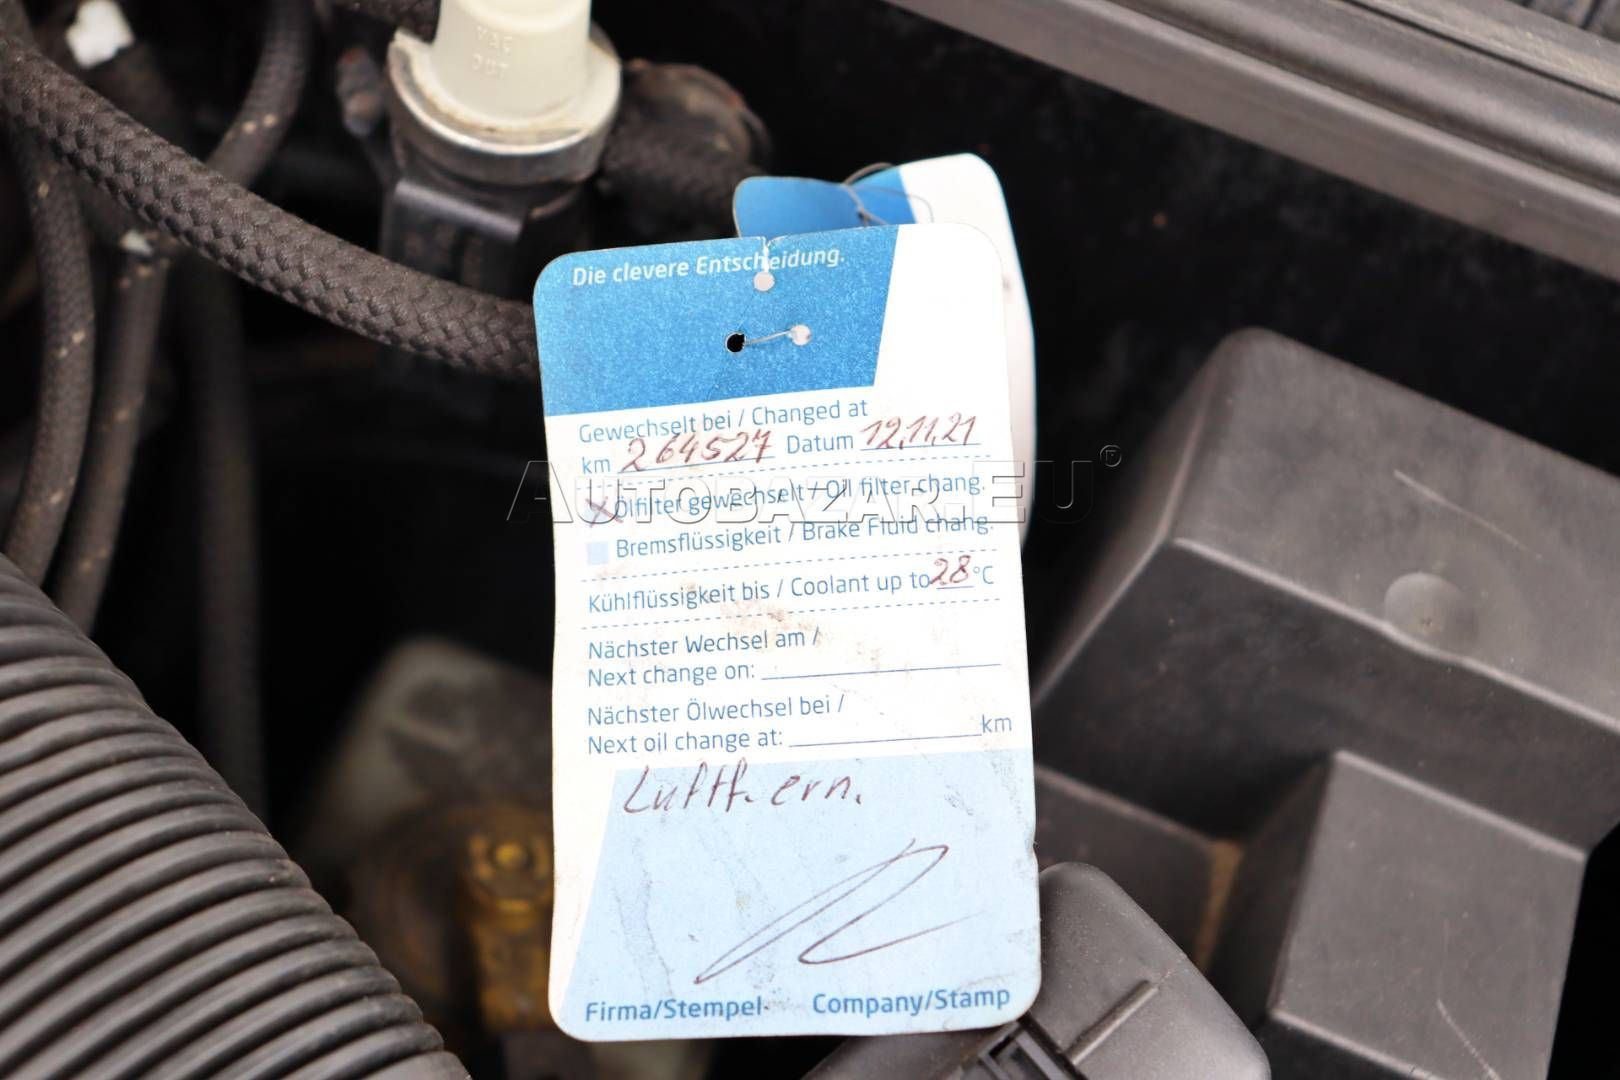 VAC
OUT
Die clevere Entscheidung.
Gewechselt bei / Changed at
km 264527 Datum 12.11.21
AUTOBAZAR.EU®
X Ölfilter gewechselt / Oil filter chang.
Bremsflüssigkeit / Brake Fluid chang.
Kühlflüssigkeit bis / Coolant up to 28 °C
Nächster Wechsel am /
Next change on:
Nächster Ölwechsel bei /
Next oil change at: km
Luftf. ern.
Firma/Stempel Company/Stamp